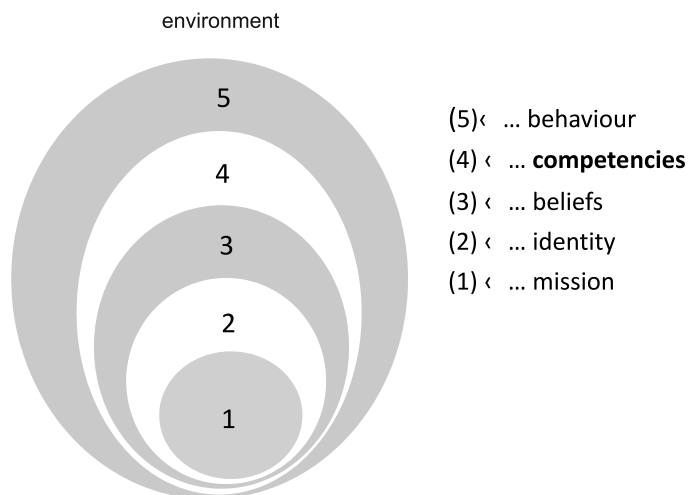 environment
5
4
3
2
1
(5)‹ … behaviour
(4) ‹ … competencies
(3) ‹ … beliefs
(2) ‹ … identity
(1) ‹ … mission